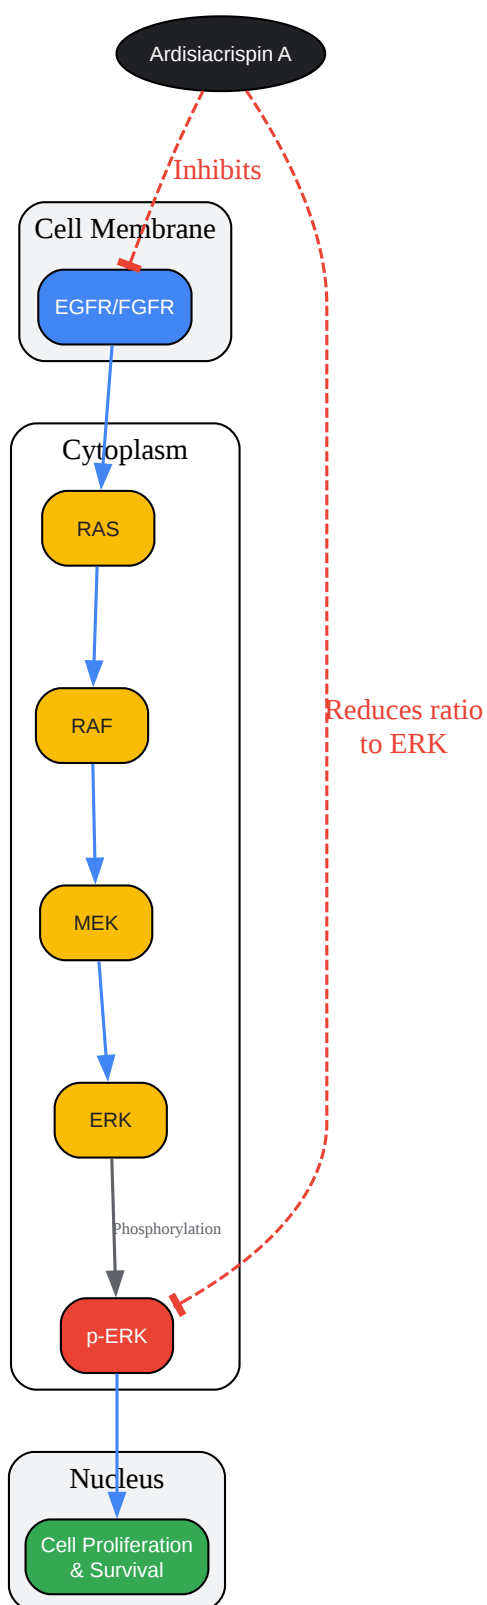 Ardisiacrispin A
Inhibits
Cell Membrane
EGFR/FGFR
Cytoplasm
RAS
RAF
Reduces ratio
to ERK
MEK
ERK
Phosphorylation
p-ERK
Nucleus
Cell Proliferation
& Survival